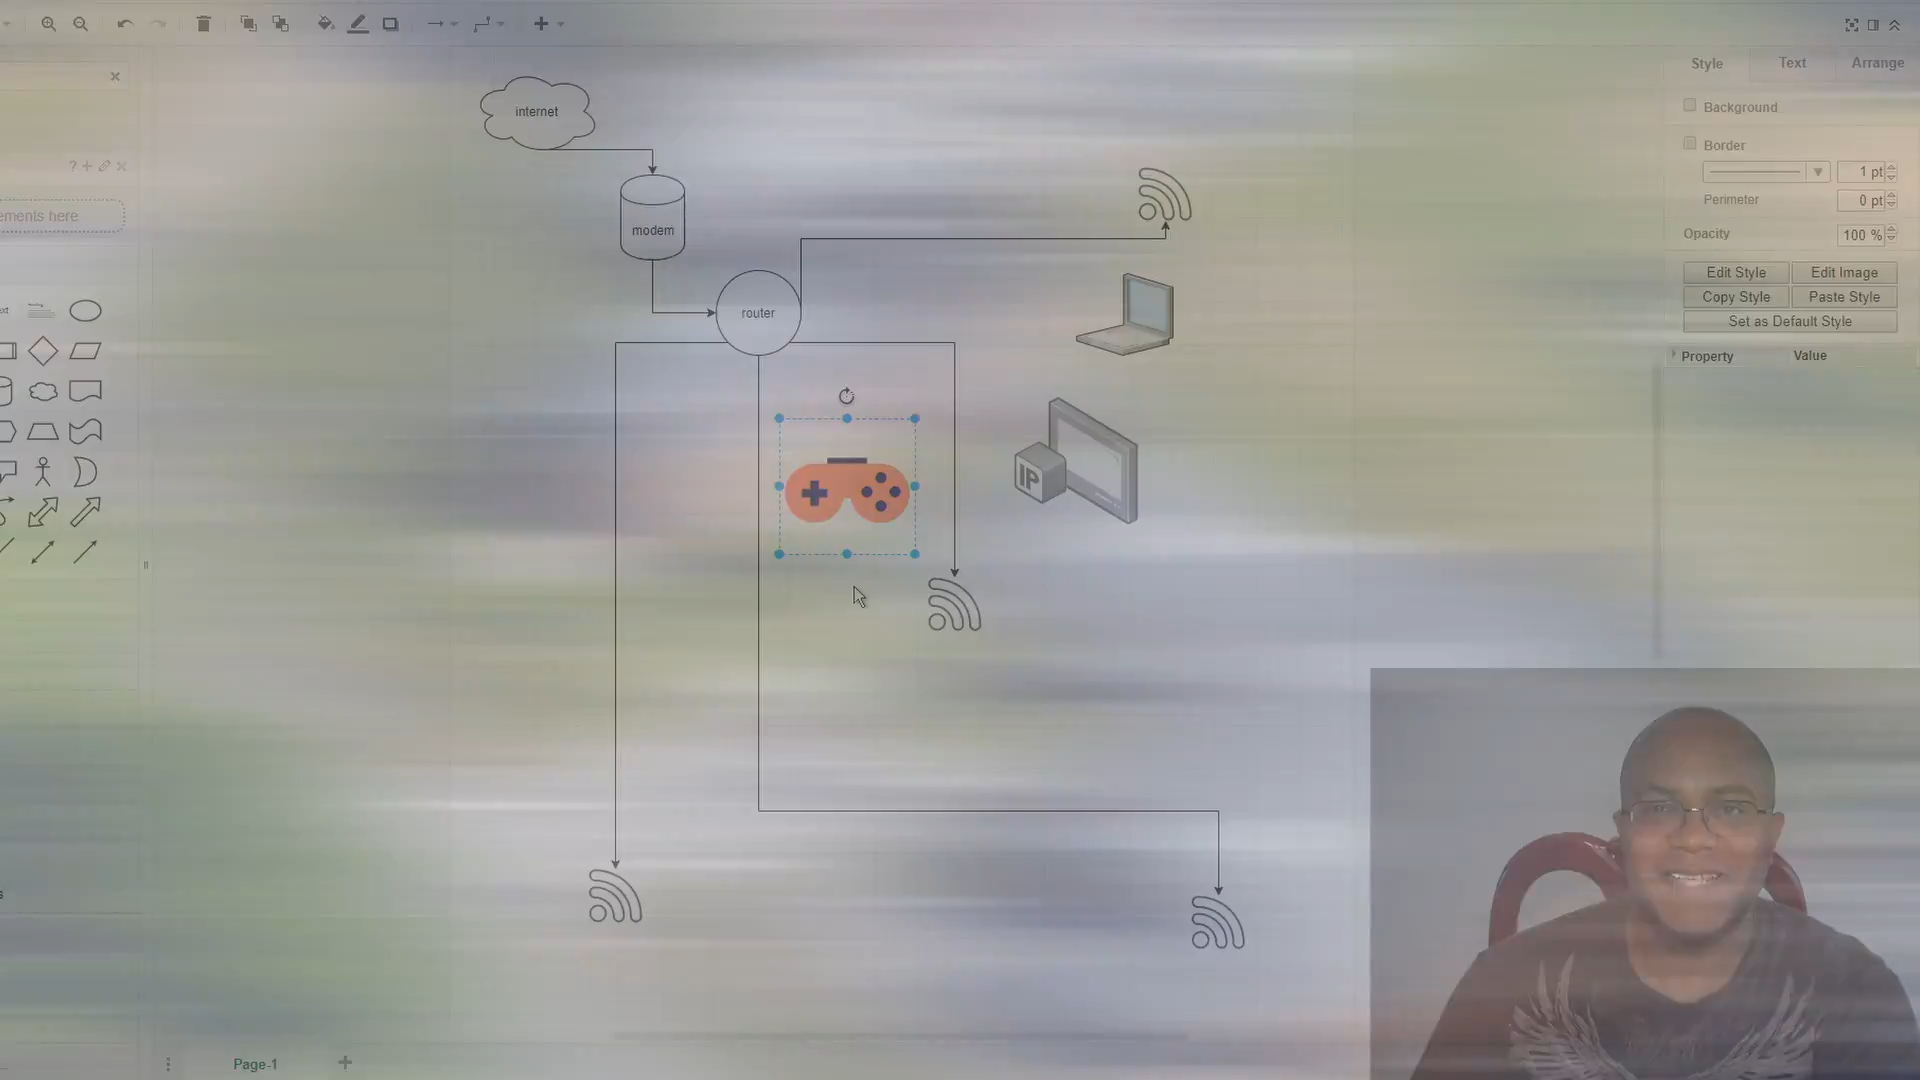 Style
Text
Arrange
internet
Background
Border
1 pt
Perimeter
0 pt
ements here
modem
Opacity
100 %
Edit Style
Edit Image
Copy Style
Paste Style
router
Set as Default Style
Property
Value
IP
Page-1